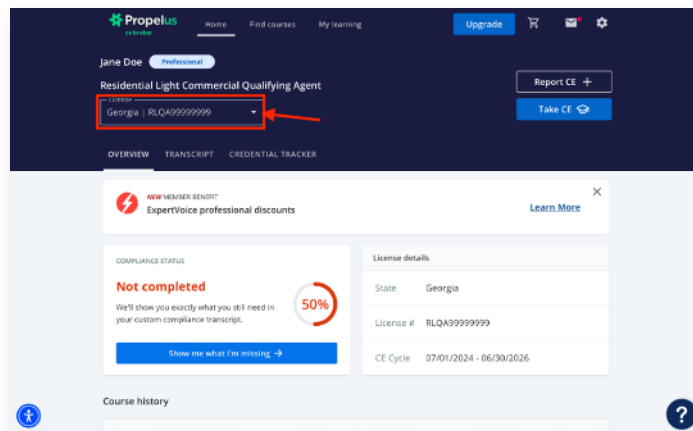 Propelus
ce broker
Home Find courses My learning
Upgrade
Jane Doe Professional
Residential Light Commercial Qualifying Agent
License
Georgia | RLQA99999999
Report CE +
Take CE
OVERVIEW TRANSCRIPT CREDENTIAL TRACKER
NEW MEMBER BENEFIT
ExpertVoice professional discounts
Learn More
COMPLIANCE STATUS
Not completed
We'll show you exactly what you still need in
your custom compliance transcript.
50%
Show me what I'm missing →
License details
State Georgia
License # RLQA99999999
CE Cycle 07/01/2024 - 06/30/2026
Course history
?